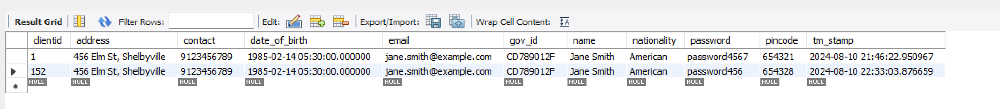 Result Grid Filter Rows: Edit: Export/Import: Wrap Cell Content: A
clientid address contact date_of_birth email gov_id name nationality password pincode tm_stamp
1 456 Elm St, Shelbyville 9123456789 1985-02-14 05:30:00.000000 jane.smith@example.com CD789012F Jane Smith American password4567 654321 2024-08-10 21:46:22.950967
152 456 Elm St, Shelbyville 9123456789 1985-02-14 05:30:00.000000 jane.smith@example.com CD789012F Jane Smith American password456 654328 2024-08-10 22:33:03.876659
NULL NULL NULL NULL NULL NULL NULL NULL NULL NULL NULL